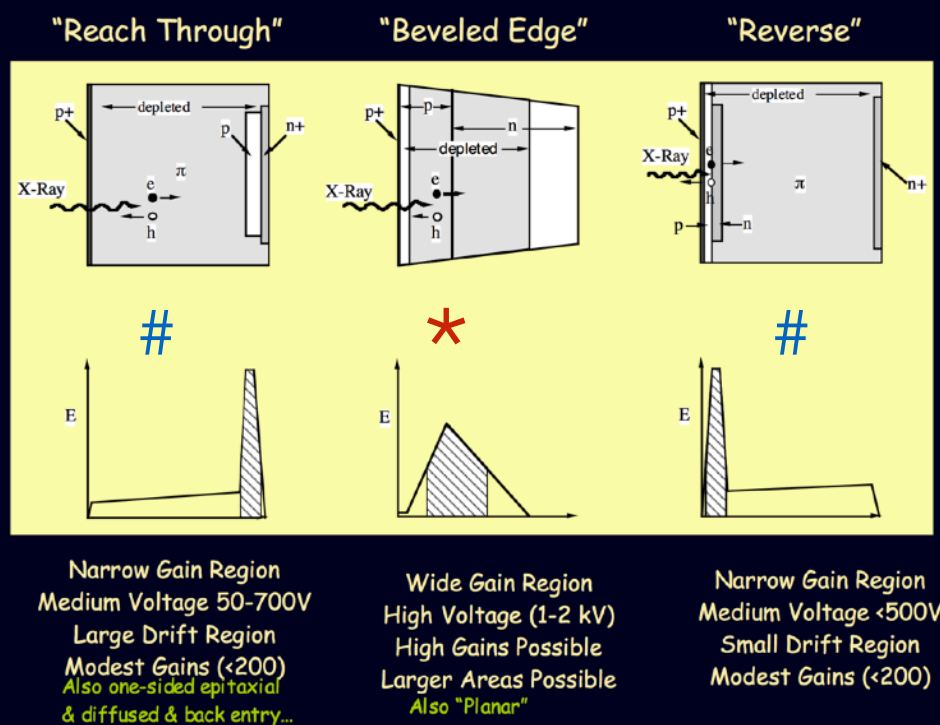 "Reach Through"
"Beveled Edge"
"Reverse"
depleted
p+
p
n+
π
X-Ray
e
h
p+
p
n
depleted
X-Ray
e
h
depleted
p+
e
X-Ray
π
h
n+
p
n
#
*
#
E
E
E
Narrow Gain Region
Medium Voltage 50-700V
Large Drift Region
Modest Gains (<200)
Also one-sided epitaxial
& diffused & back entry...
Wide Gain Region
High Voltage (1-2 kV)
High Gains Possible
Larger Areas Possible
Also "Planar"
Narrow Gain Region
Medium Voltage <500V
Small Drift Region
Modest Gains (<200)